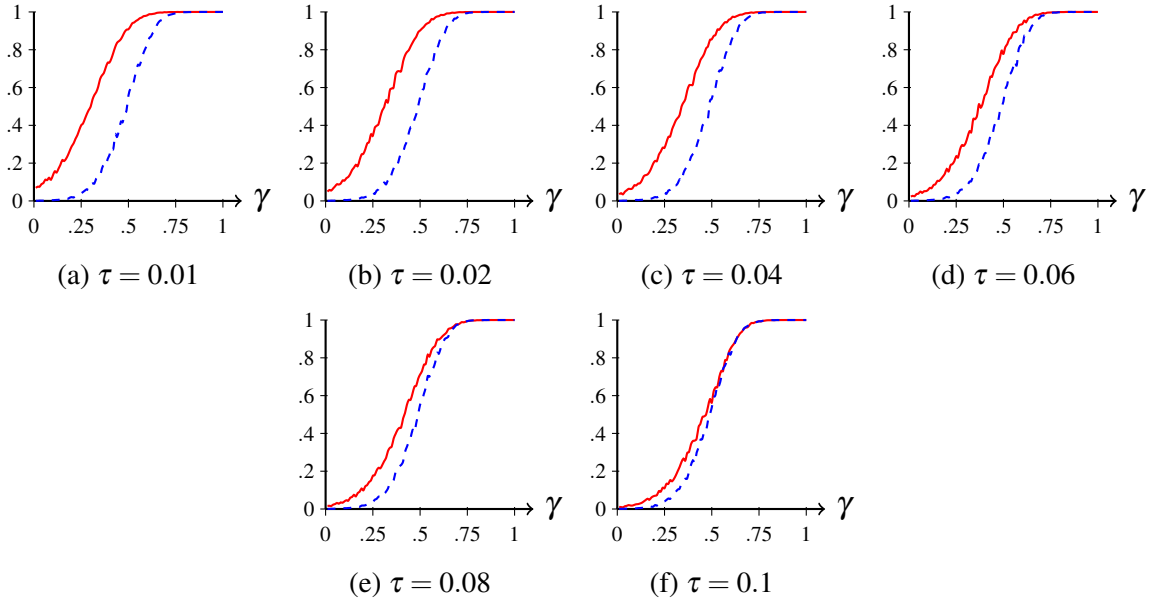 1 1 1 1
.8 .8 .8 .8
.6 .6 .6 .6
.4 .4 .4 .4
.2 .2 .2 .2
0 γ 0 γ 0 γ 0 γ
0 .25 .5 .75 1 0 .25 .5 .75 1 0 .25 .5 .75 1 0 .25 .5 .75 1
(a) τ = 0.01 (b) τ = 0.02 (c) τ = 0.04 (d) τ = 0.06
1 1
.8 .8
.6 .6
.4 .4
.2 .2
0 γ 0 γ
0 .25 .5 .75 1 0 .25 .5 .75 1
(e) τ = 0.08 (f) τ = 0.1